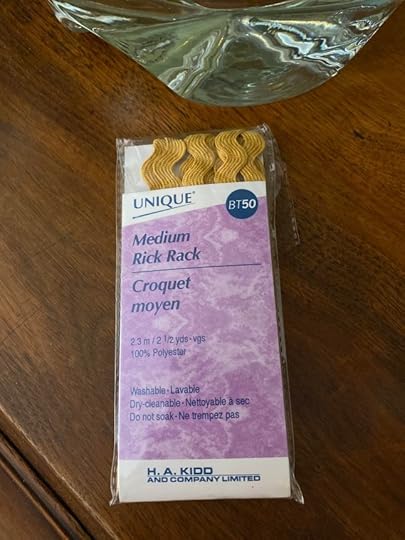 UNIQUE®
BT50
Medium
Rick Rack
Croquet
moyen
2.3 m / 2 1/2 yds - vgs
100% Polyester
Washable - Lavable
Dry-cleanable - Nettoyable à sec
Do not soak - Ne trempez pas
H. A. KIDD
AND COMPANY LIMITED